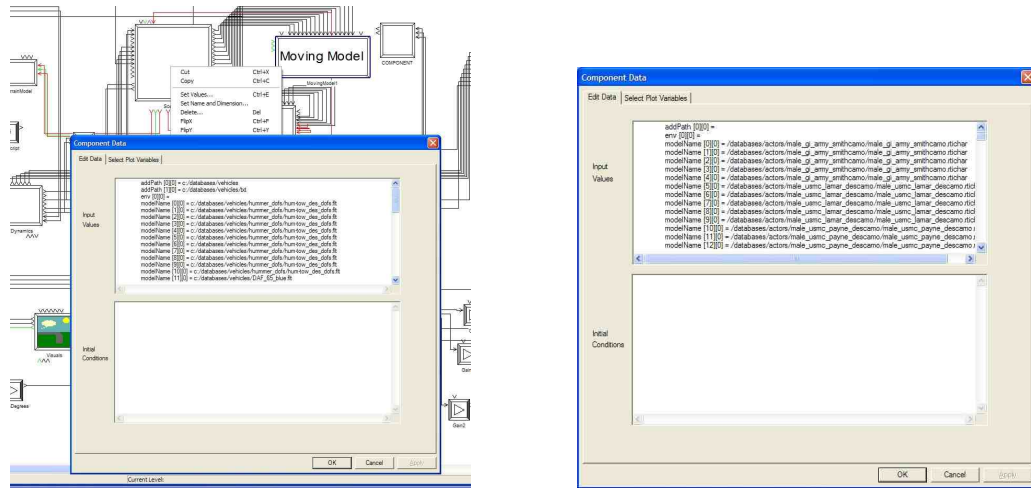 Moving Model
COMPONENT
MovingModel1
Cut Ctrl+X
Copy Ctrl+C
Set Values... Ctrl+E
Set Name and Dimension...
Delete... Del
FlipX Ctrl+P
FlipY Ctrl+Y
Dynamics
Visuals
Degrees
Gain2
Component Data
Edit Data
Select Plot Variables
Input
Values
addPath [0][0] = c:/databases/vehicles
addPath [1][0] = c:/databases/txt
env [0][0] =
modelName [0][0] = c:/databases/vehicles/hummer_dofs/hum-tow_des_dofs.flt
modelName [1][0] = c:/databases/vehicles/hummer_dofs/hum-tow_des_dofs.flt
modelName [2][0] = c:/databases/vehicles/hummer_dofs/hum-tow_des_dofs.flt
modelName [3][0] = c:/databases/vehicles/hummer_dofs/hum-tow_des_dofs.flt
modelName [4][0] = c:/databases/vehicles/hummer_dofs/hum-tow_des_dofs.flt
modelName [5][0] = c:/databases/vehicles/hummer_dofs/hum-tow_des_dofs.flt
modelName [6][0] = c:/databases/vehicles/hummer_dofs/hum-tow_des_dofs.flt
modelName [7][0] = c:/databases/vehicles/hummer_dofs/hum-tow_des_dofs.flt
modelName [8][0] = c:/databases/vehicles/hummer_dofs/hum-tow_des_dofs.flt
modelName [9][0] = c:/databases/vehicles/hummer_dofs/hum-tow_des_dofs.flt
modelName [10][0] = c:/databases/vehicles/hummer_dofs/hum-tow_des_dofs.flt
modelName [11][0] = c:/databases/vehicles/DAF_65_blue.flt
Initial
Conditions
OK Cancel Apply
Current Level:
Component Data
Edit Data
Select Plot Variables
Input
Values
addPath [0][0] =
env [0][0] =
modelName [0][0] = /databases/actors/male_gi_army_smithcamo/male_gi_army_smithcamo.rtichar
modelName [1][0] = /databases/actors/male_gi_army_smithcamo/male_gi_army_smithcamo.rtichar
modelName [2][0] = /databases/actors/male_gi_army_smithcamo/male_gi_army_smithcamo.rtichar
modelName [3][0] = /databases/actors/male_gi_army_smithcamo/male_gi_army_smithcamo.rtichar
modelName [4][0] = /databases/actors/male_gi_army_smithcamo/male_gi_army_smithcamo.rtichar
modelName [5][0] = /databases/actors/male_usmc_lamar_descamo/male_usmc_lamar_descamo.rtich
modelName [6][0] = /databases/actors/male_usmc_lamar_descamo/male_usmc_lamar_descamo.rtich
modelName [7][0] = /databases/actors/male_usmc_lamar_descamo/male_usmc_lamar_descamo.rtich
modelName [8][0] = /databases/actors/male_usmc_lamar_descamo/male_usmc_lamar_descamo.rtich
modelName [9][0] = /databases/actors/male_usmc_lamar_descamo/male_usmc_lamar_descamo.rtich
modelName [10][0] = /databases/actors/male_usmc_payne_descamo/male_usmc_payne_descamo.r
modelName [11][0] = /databases/actors/male_usmc_payne_descamo/male_usmc_payne_descamo.r
modelName [12][0] = /databases/actors/male_usmc_payne_descamo/male_usmc_payne_descamo.r
Initial
Conditions
OK Cancel Apply